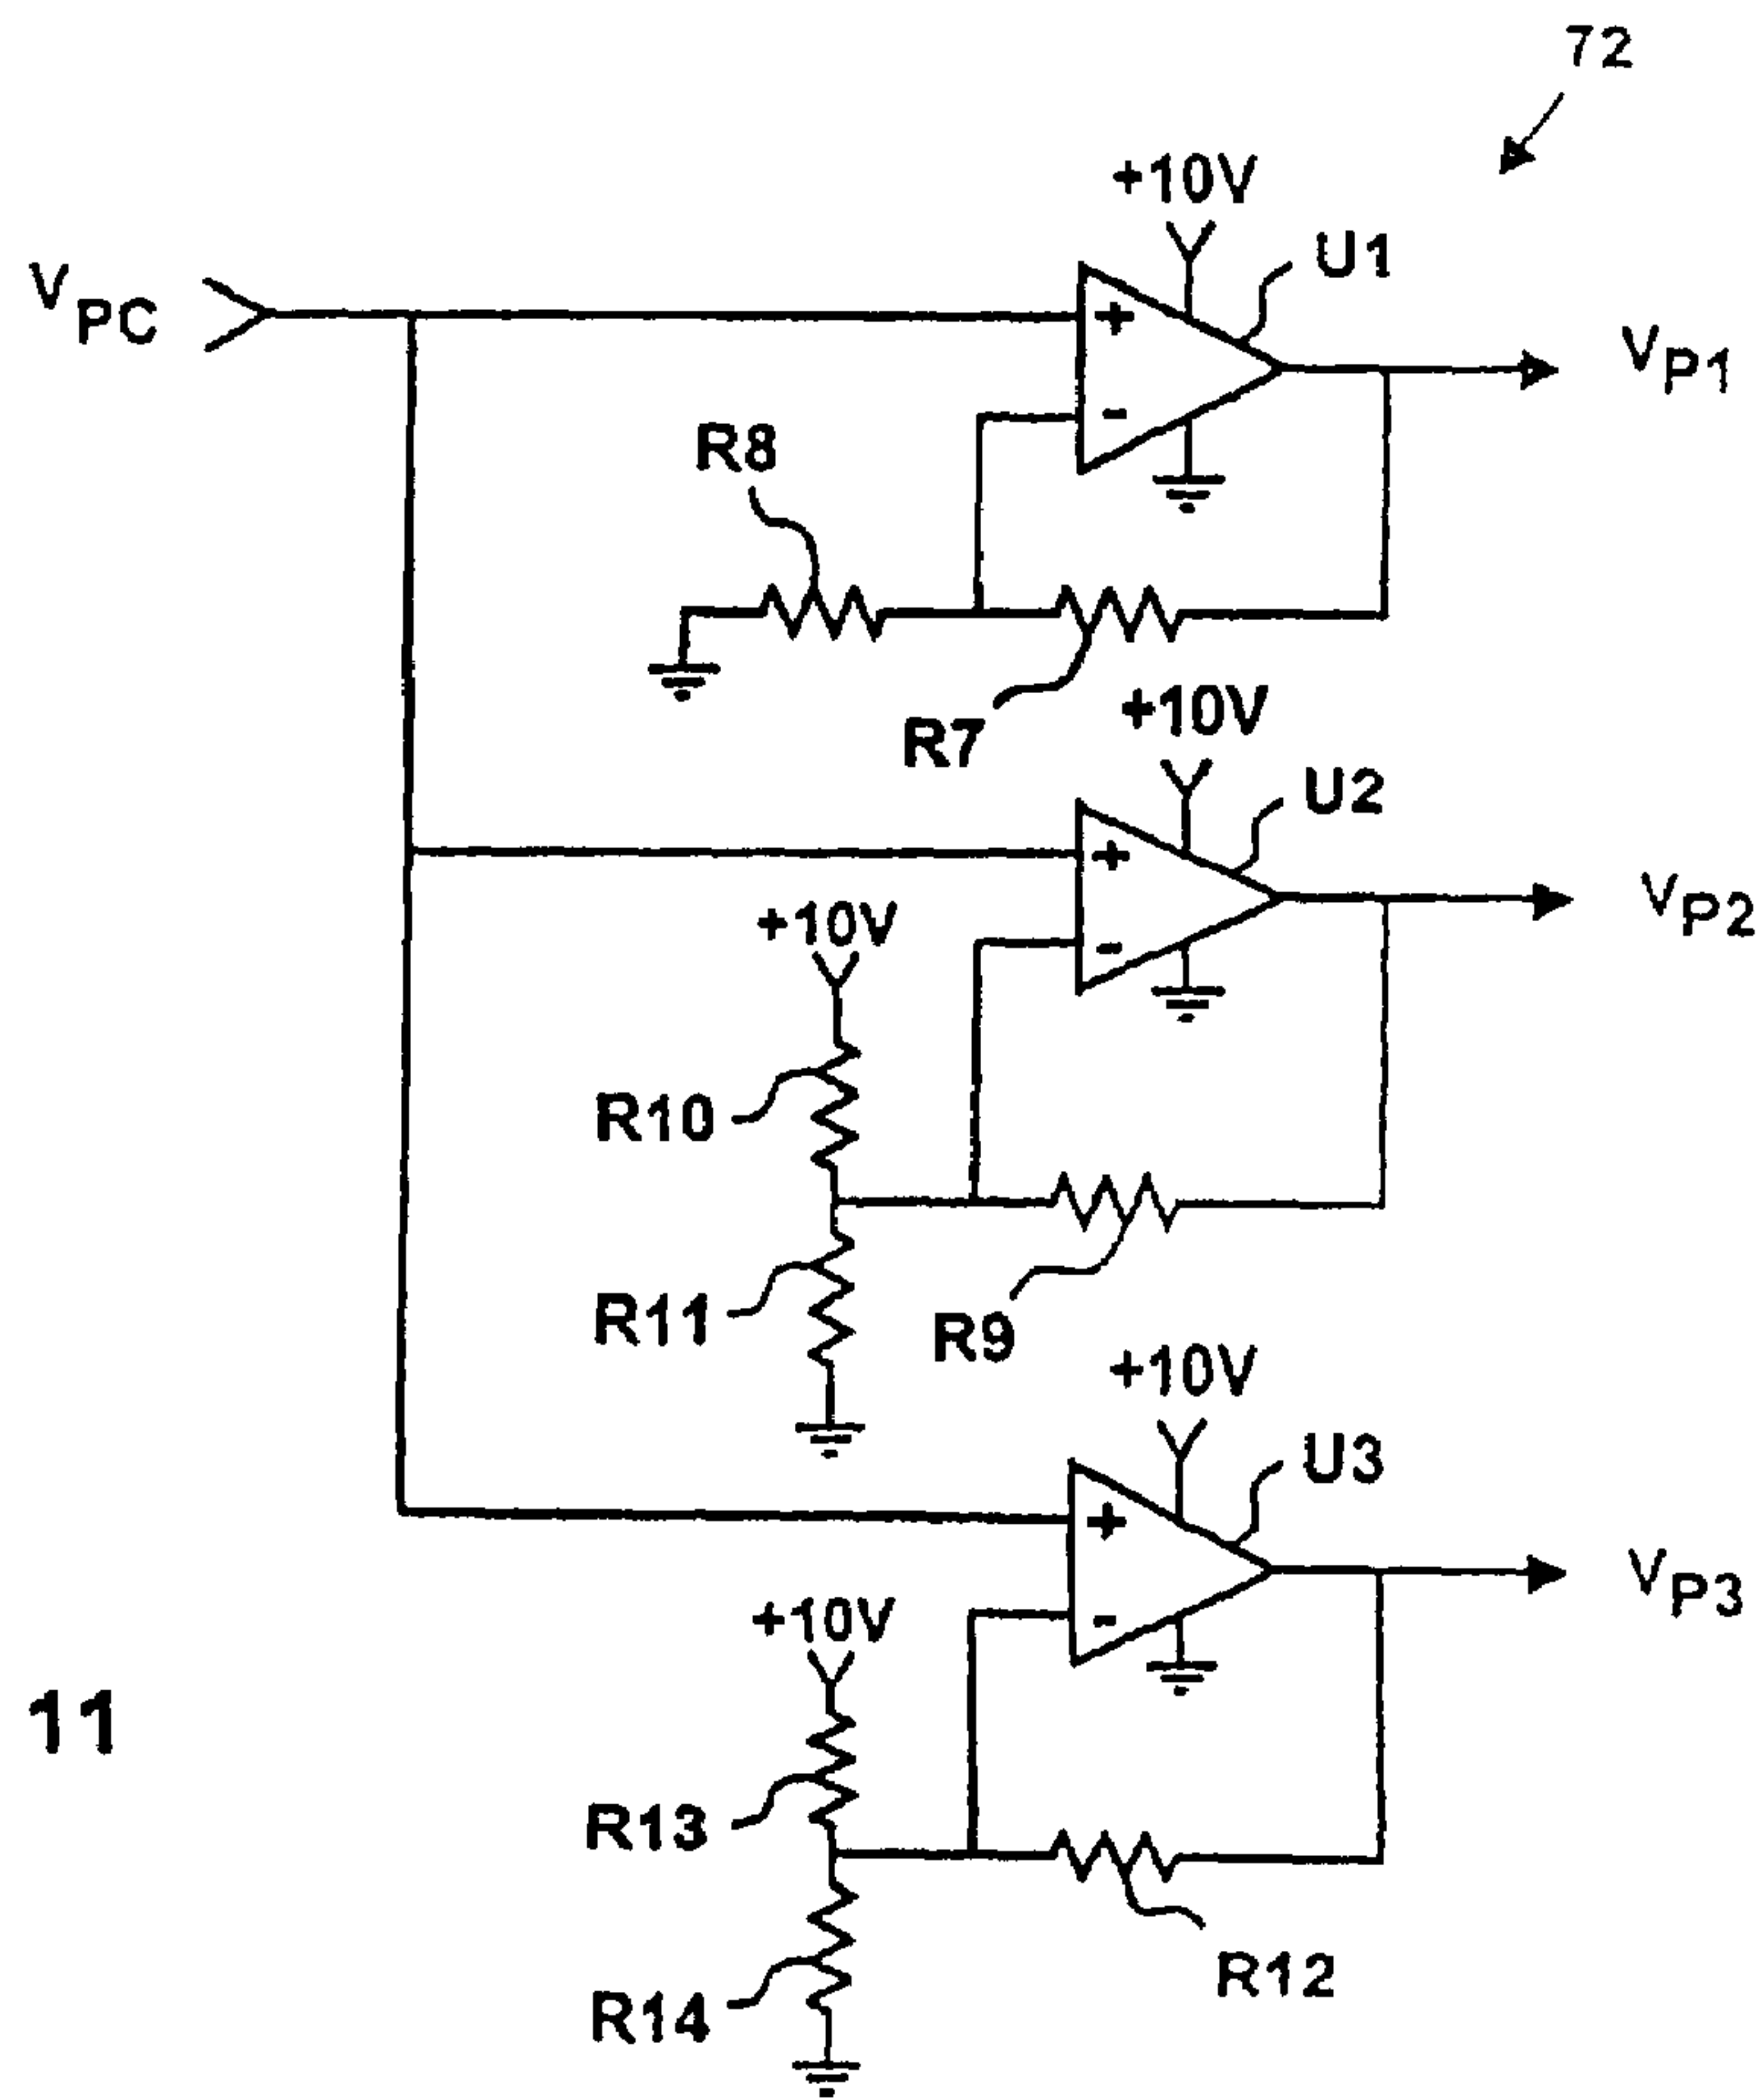 72
+10V
U1
VPC
+
VP1
-
R8
R7
+10V
U2
+
VP2
-
+10V
R10
R11
R9
+10V
U3
+
VP3
-
+10V
11
R13
R12
R14